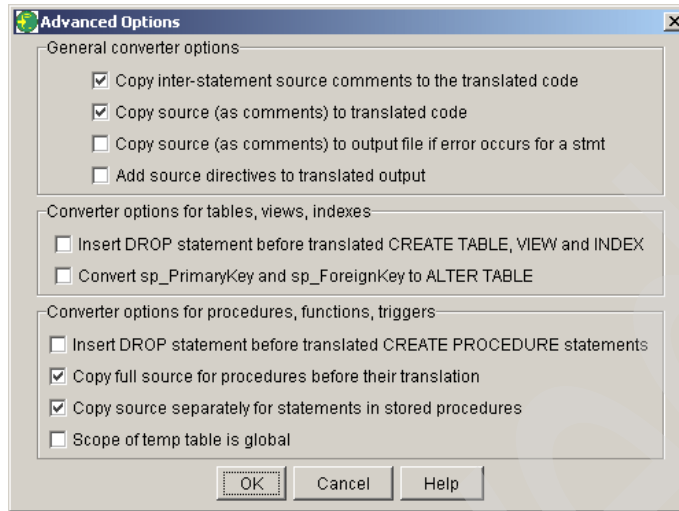 Advanced Options
General converter options
Copy inter-statement source comments to the translated code
Copy source (as comments) to translated code
Copy source (as comments) to output file if error occurs for a stmt
Add source directives to translated output
Converter options for tables, views, indexes
Insert DROP statement before translated CREATE TABLE, VIEW and INDEX
Convert sp_PrimaryKey and sp_ForeignKey to ALTER TABLE
Converter options for procedures, functions, triggers
Insert DROP statement before translated CREATE PROCEDURE statements
Copy full source for procedures before their translation
Copy source separately for statements in stored procedures
Scope of temp table is global
OK Cancel Help